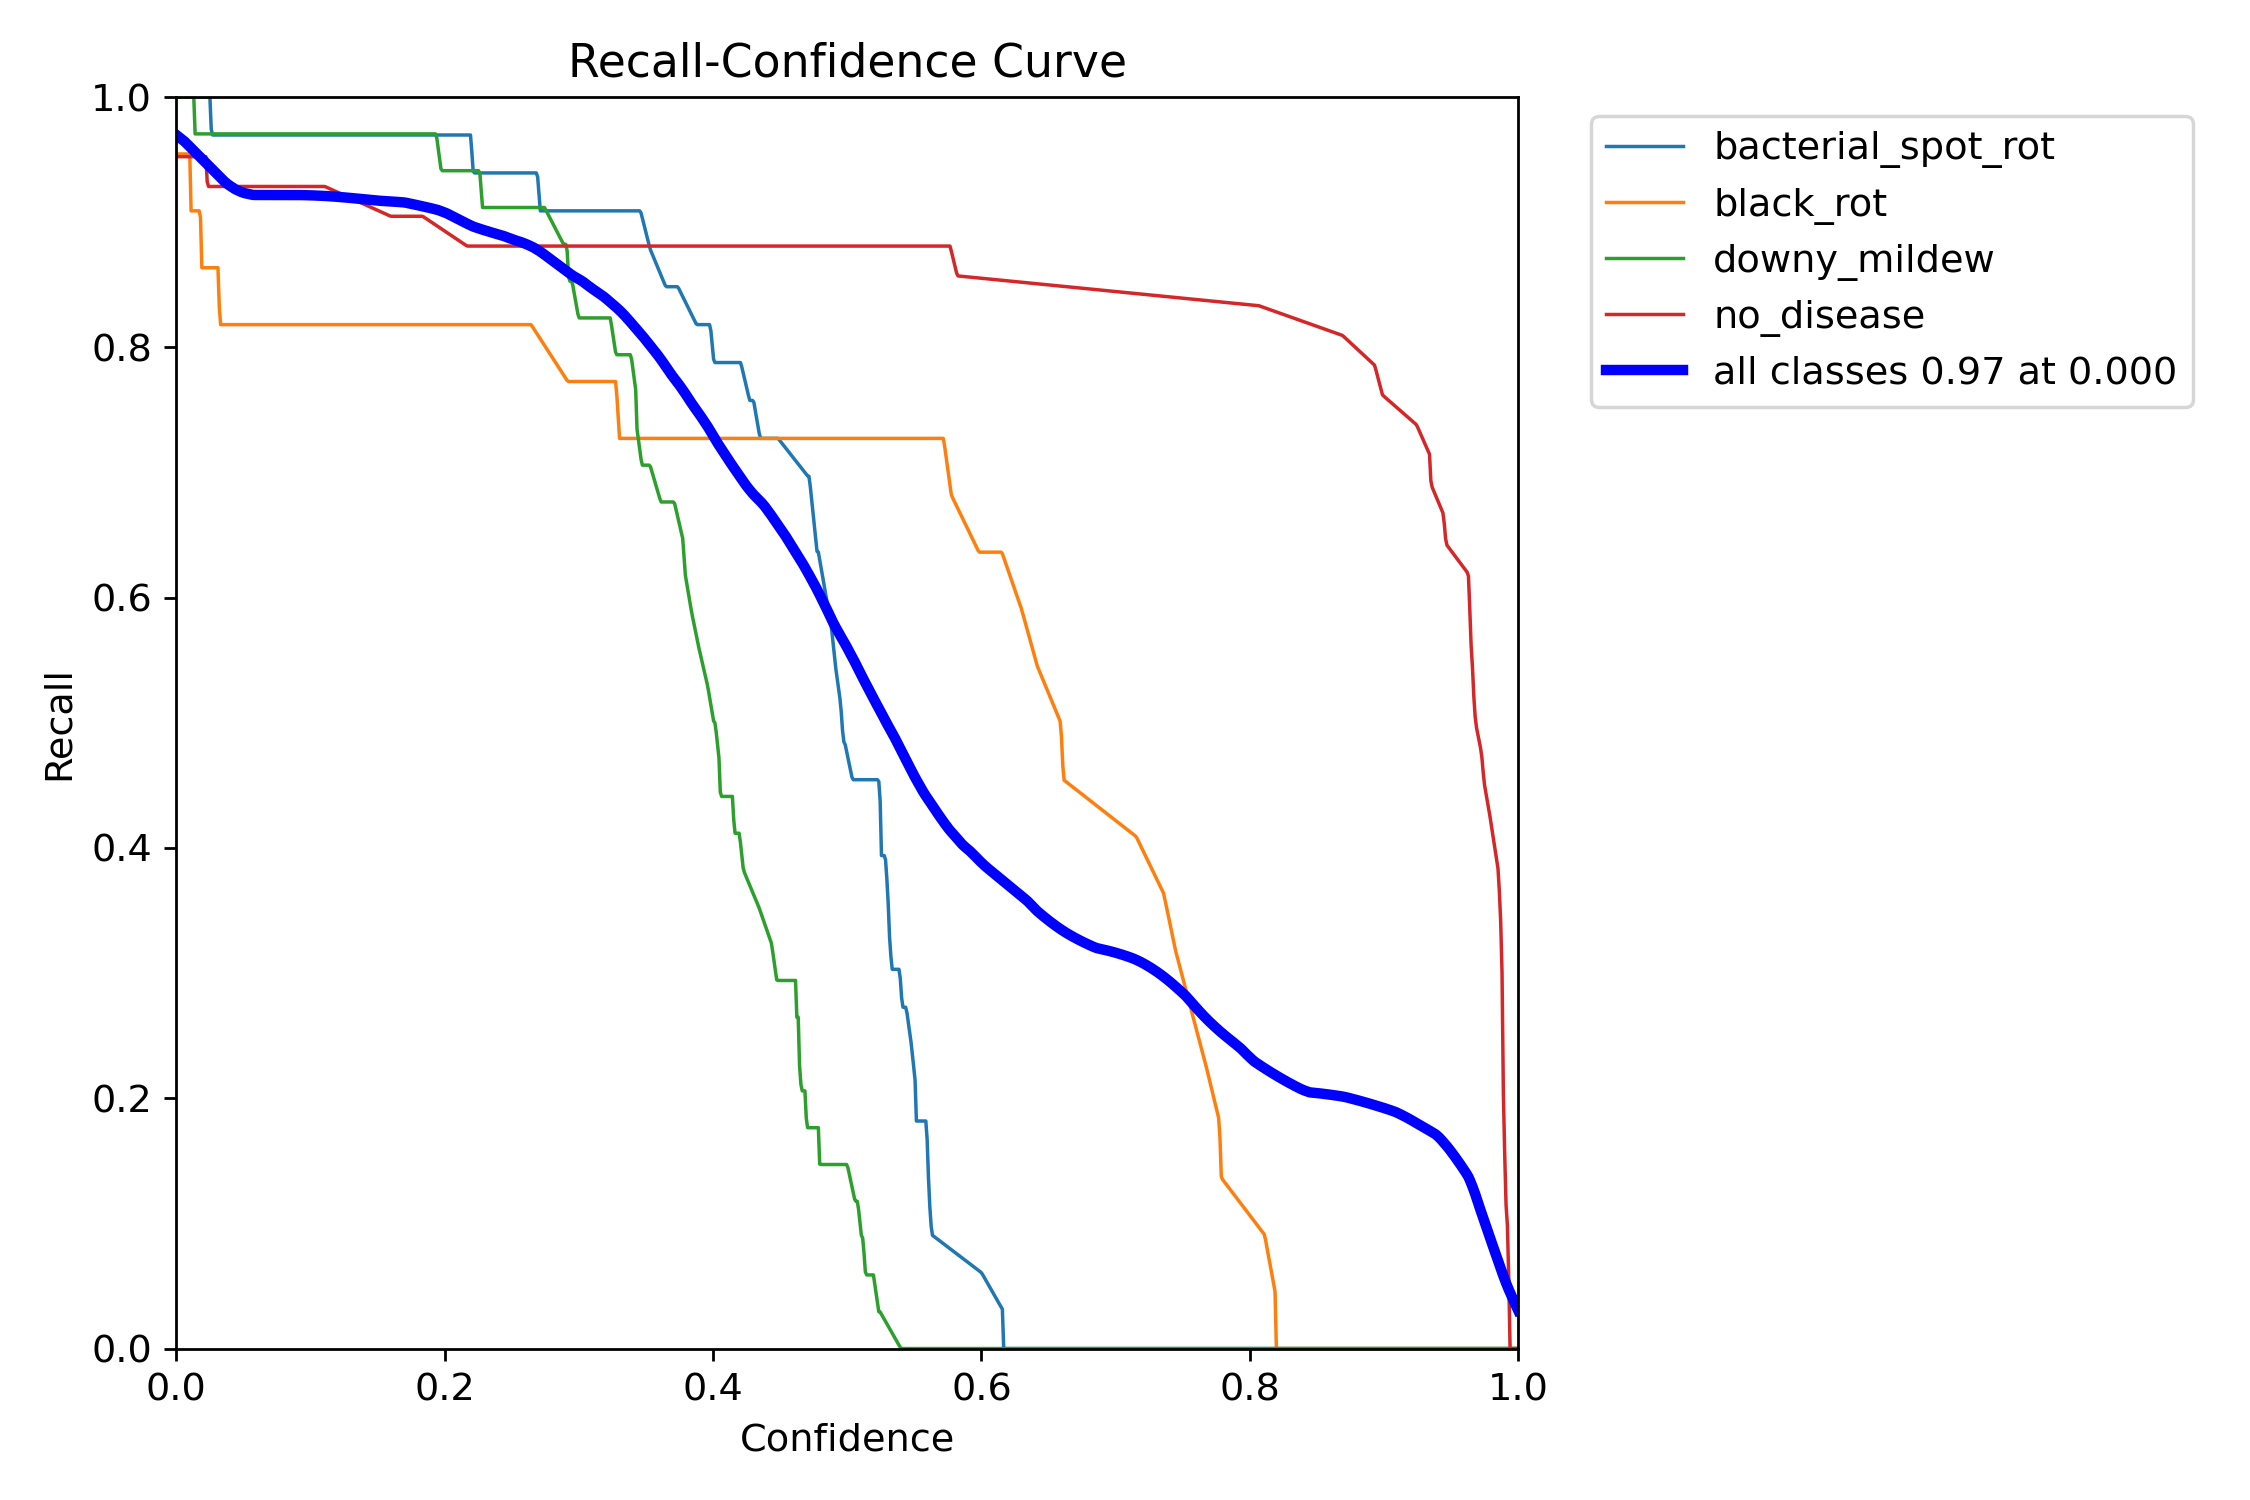 Recall-Confidence Curve
1.0
0.8
0.6
0.4
0.2
0.0
Recall
0.0 0.2 0.4 0.6 0.8 1.0
Confidence
bacterial_spot_rot
black_rot
downy_mildew
no_disease
all classes 0.97 at 0.000